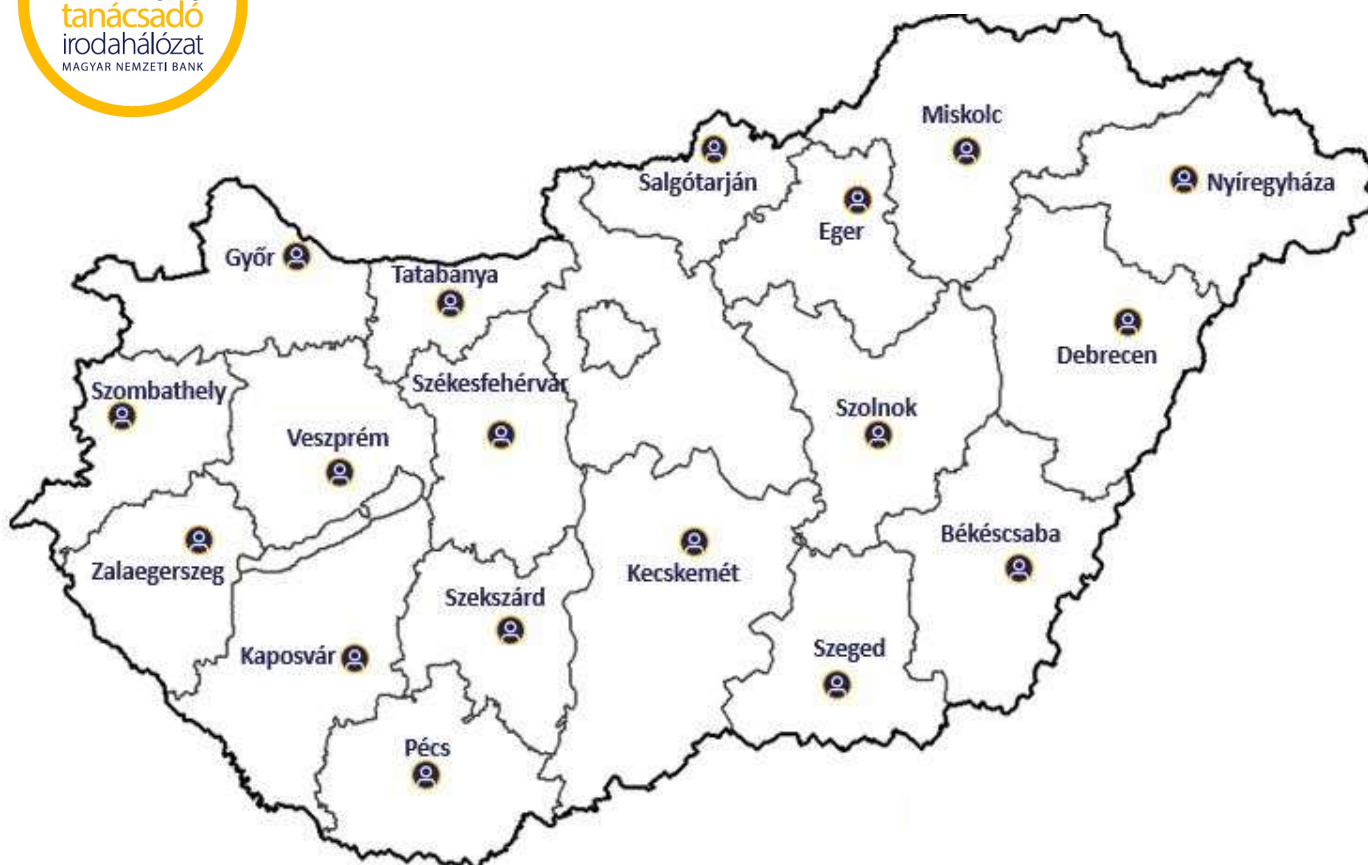 tanácsadó
irodahálózat
MAGYAR NEMZETI BANK
Miskolc
Salgótarján
Nyíregyháza
Eger
Győr
Tatabánya
Debrecen
Szombathely
Székesfehérvár
Szolnok
Veszprém
Békéscsaba
Zalaegerszeg
Kecskemét
Szekszárd
Kaposvár
Szeged
Pécs